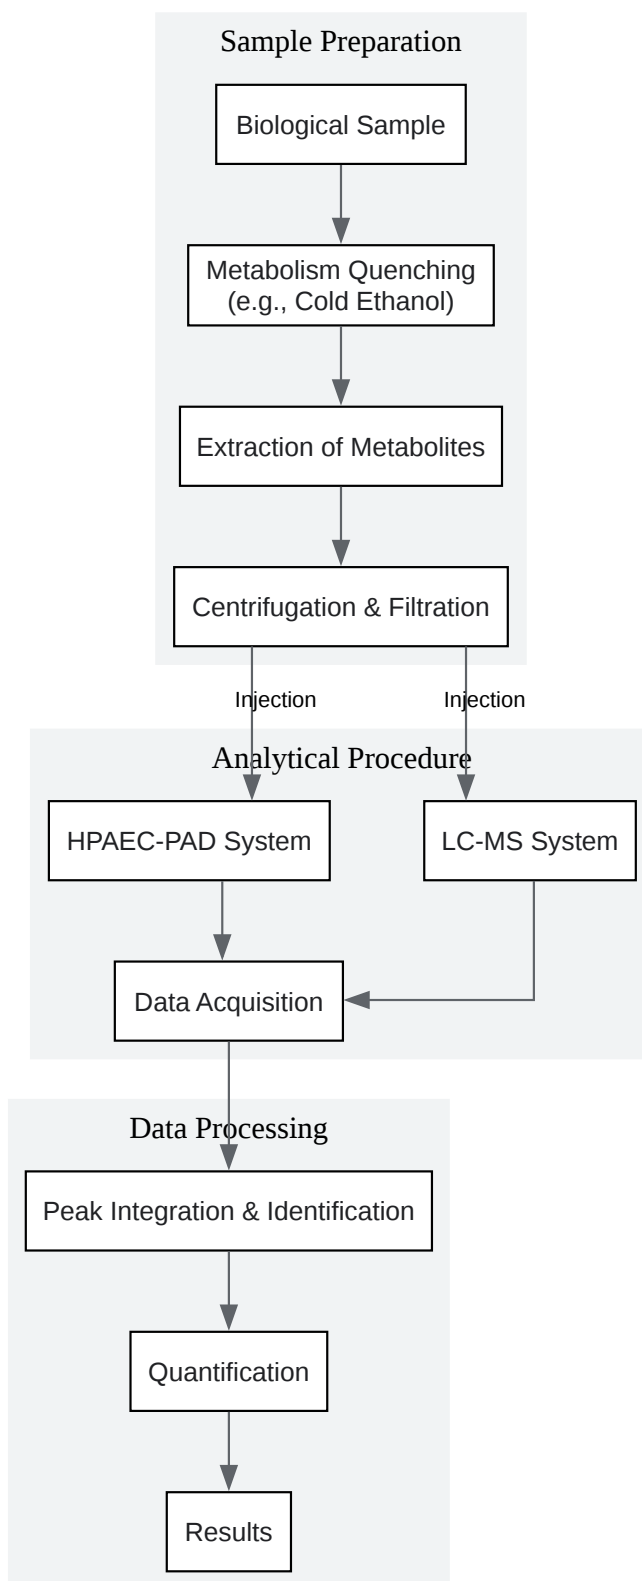 Sample Preparation
Biological Sample
Metabolism Quenching
(e.g., Cold Ethanol)
Extraction of Metabolites
Centrifugation & Filtration
Injection
Injection
Analytical Procedure
HPAEC-PAD System
LC-MS System
Data Acquisition
Data Processing
Peak Integration & Identification
Quantification
Results